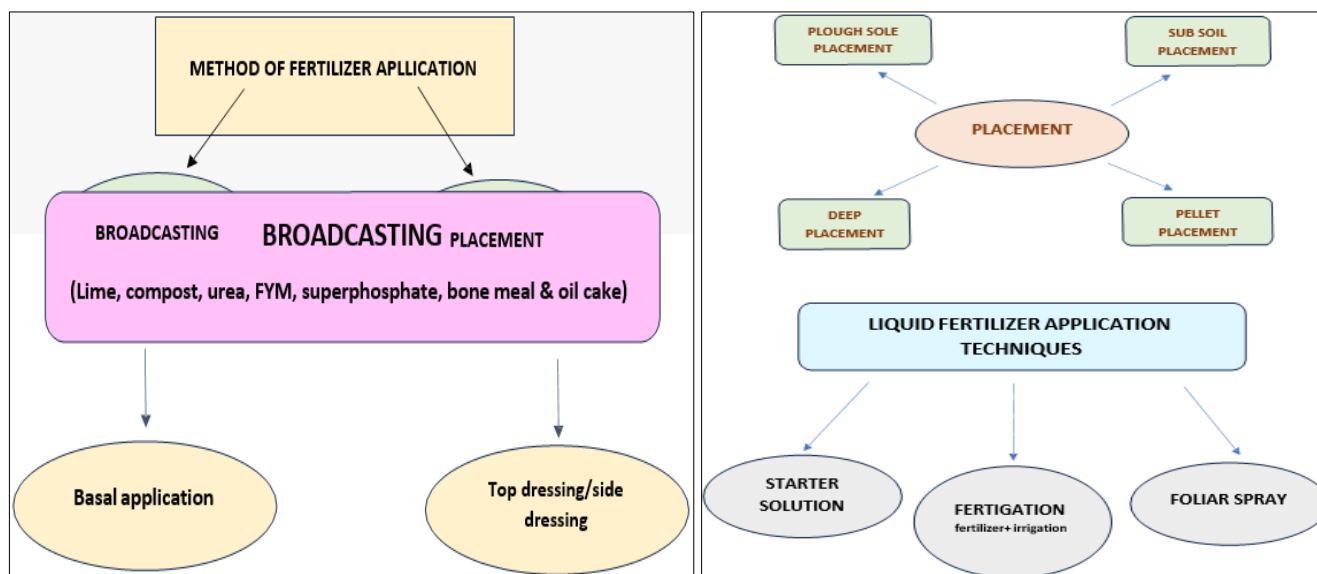 METHOD OF FERTILIZER APLLICATION
BROADCASTING BROADCASTING PLACEMENT
(Lime, compost, urea, FYM, superphosphate, bone meal & oil cake)
Basal application
Top dressing/side
dressing
PLOUGH SOLE
PLACEMENT
SUB SOIL
PLACEMENT
PLACEMENT
DEEP
PLACEMENT
PELLET
PLACEMENT
LIQUID FERTILIZER APPLICATION
TECHNIQUES
STARTER
SOLUTION
FERTIGATION
fertilizer+ irrigation
FOLIAR SPRAY